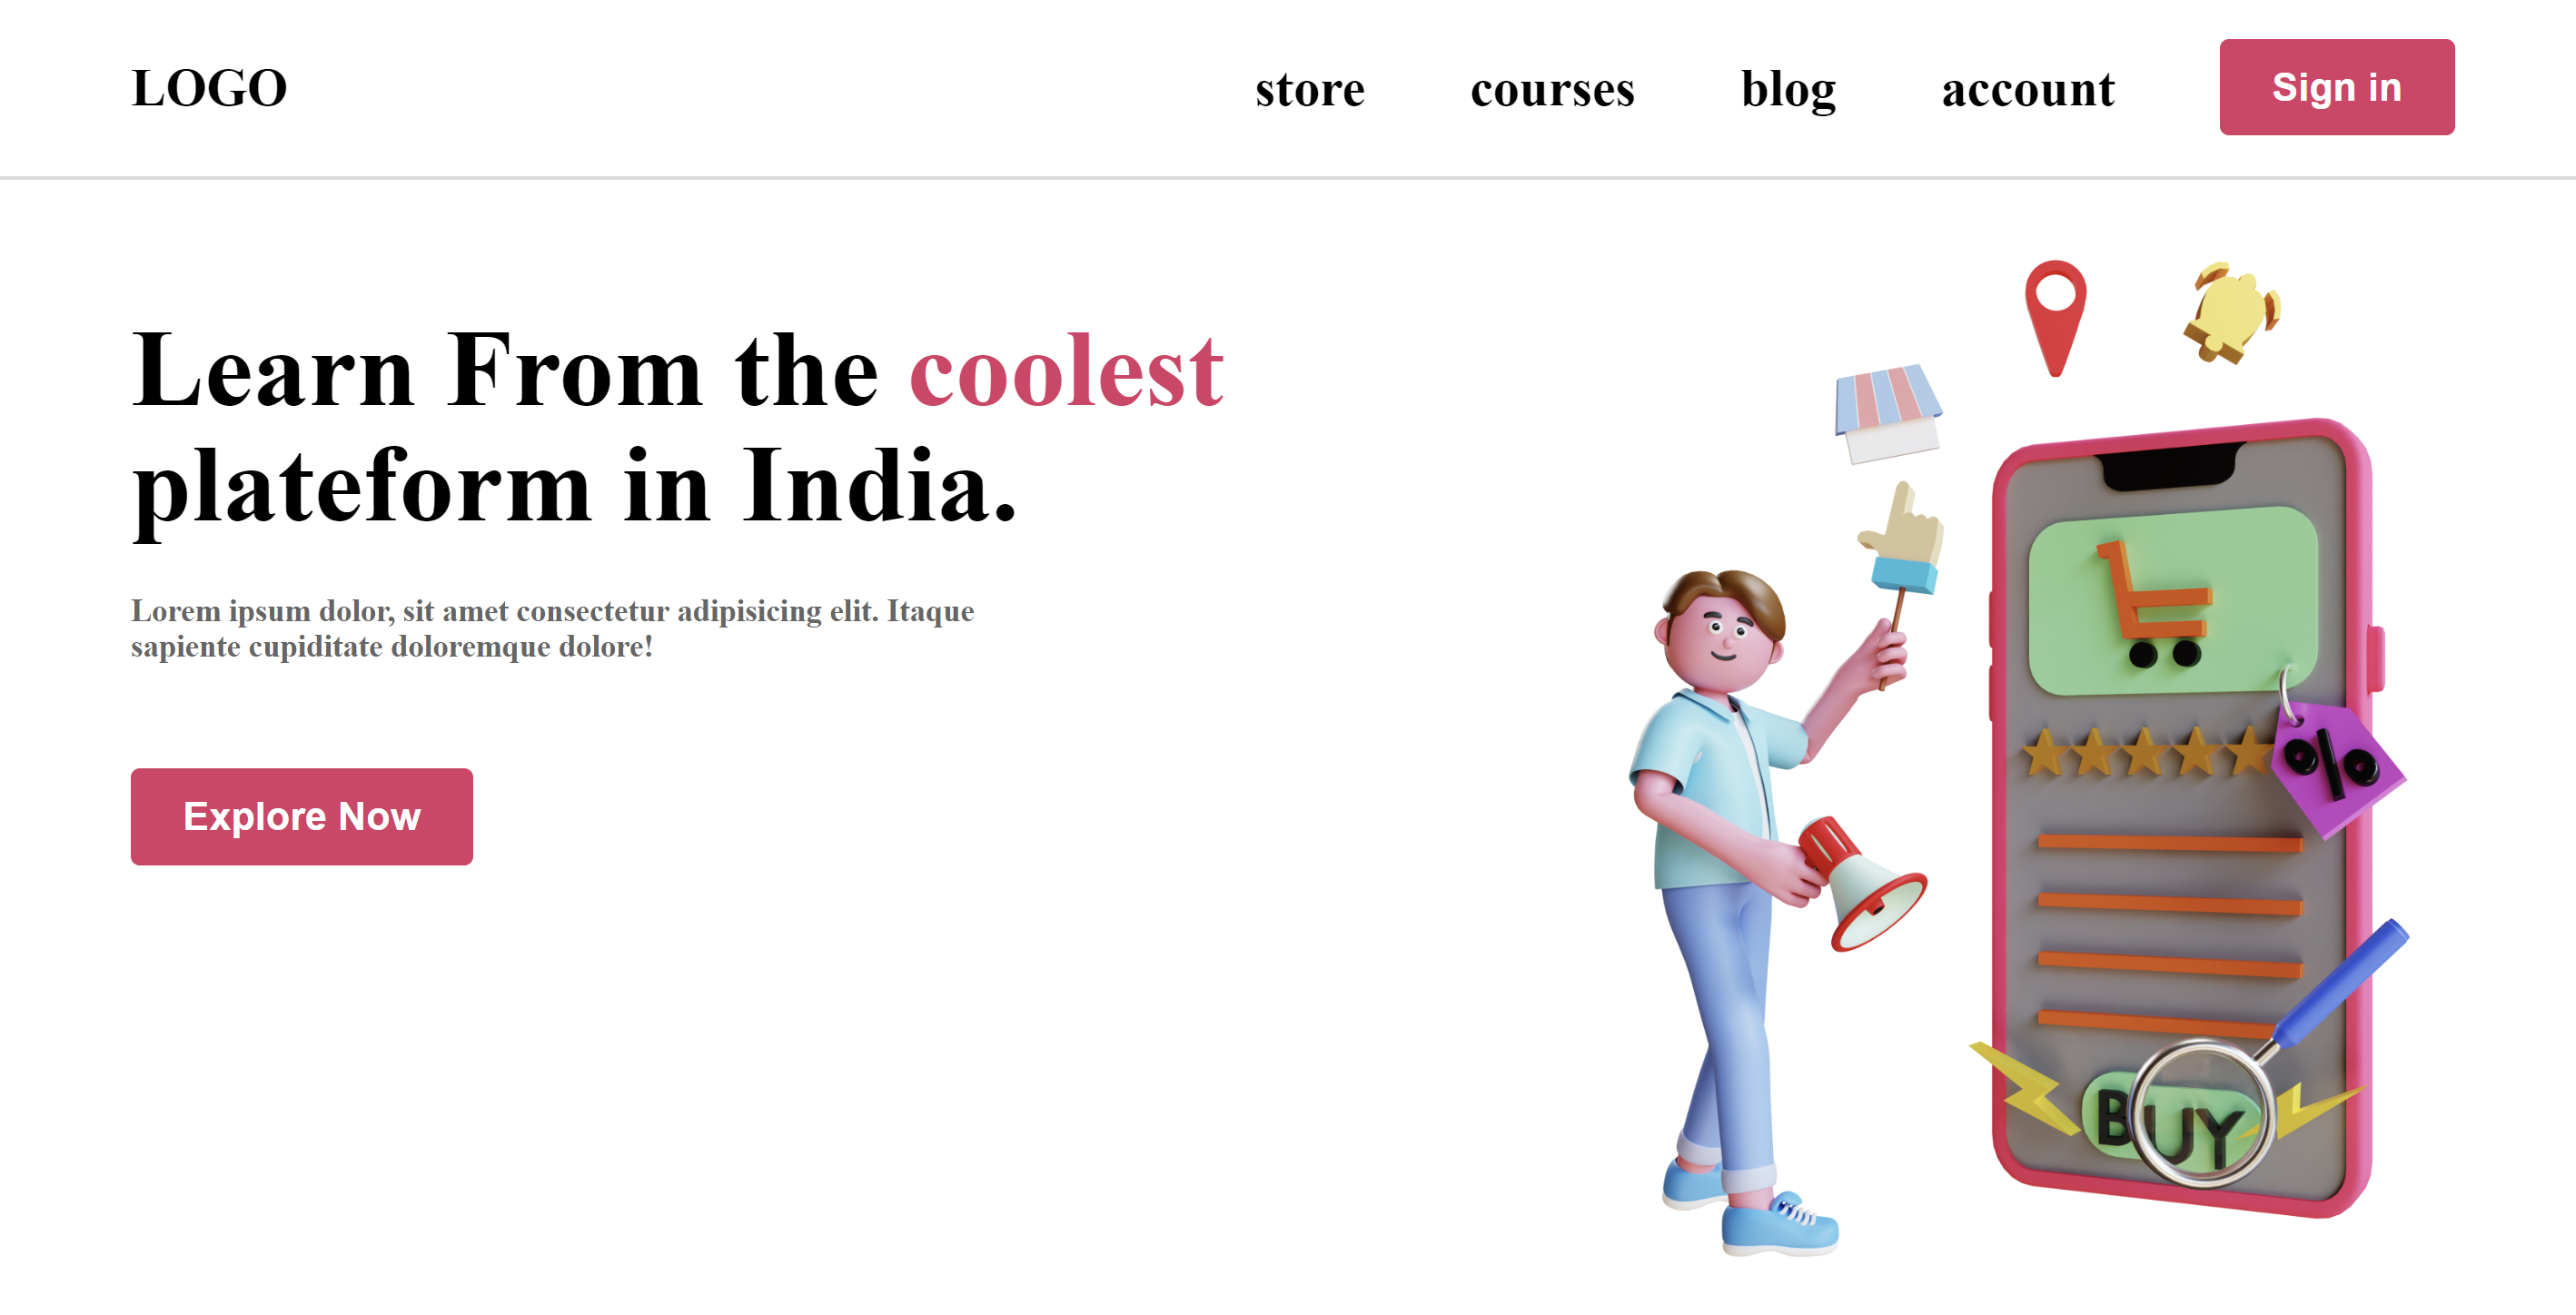 LOGO
store courses blog account Sign in
Learn From the coolest
plateform in India.
Lorem ipsum dolor, sit amet consectetur adipisicing elit. Itaque
sapiente cupiditate doloremque dolore!
Explore Now
%
BUY